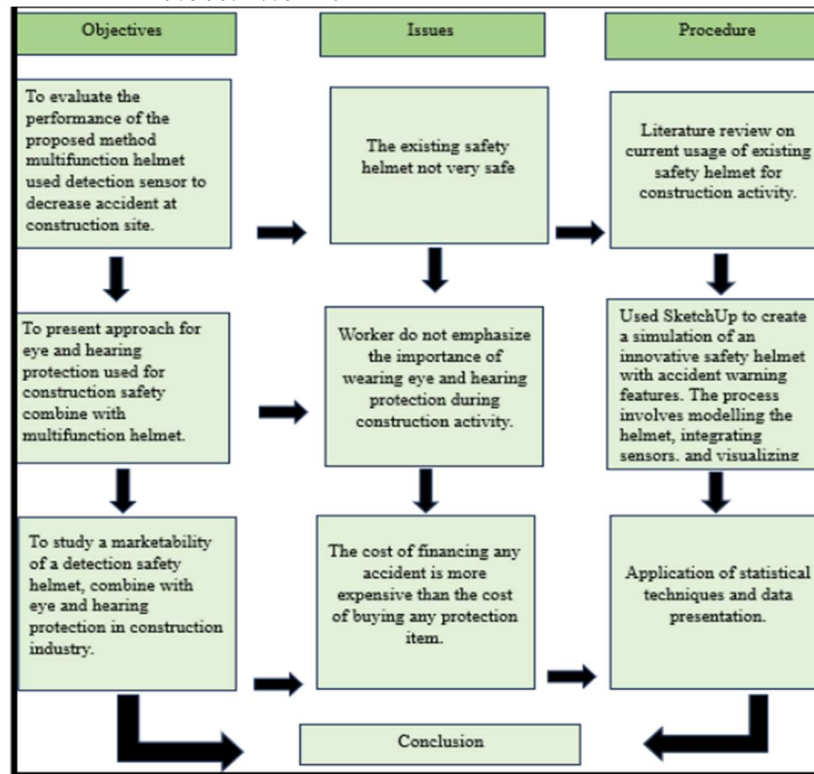 Objectives
Issues
Procedure
To evaluate the
performance of the
proposed method
multifunction helmet
used detection sensor to
decrease accident at
construction site.
The existing safety
helmet not very safe
Literature review on
current usage of existing
safety helmet for
construction activity.
To present approach for
eye and hearing
protection used for
construction safety
combine with
multifunction helmet.
Worker do not emphasize
the importance of
wearing eye and hearing
protection during
construction activity.
Used SketchUp to create
a simulation of an
innovative safety helmet
with accident warning
features. The process
involves modelling the
helmet, integrating
sensors, and visualizing
To study a marketability
of a detection safety
helmet, combine with
eye and hearing
protection in construction
industry.
The cost of financing any
accident is more
expensive than the cost
of buying any protection
item.
Application of statistical
techniques and data
presentation.
Conclusion